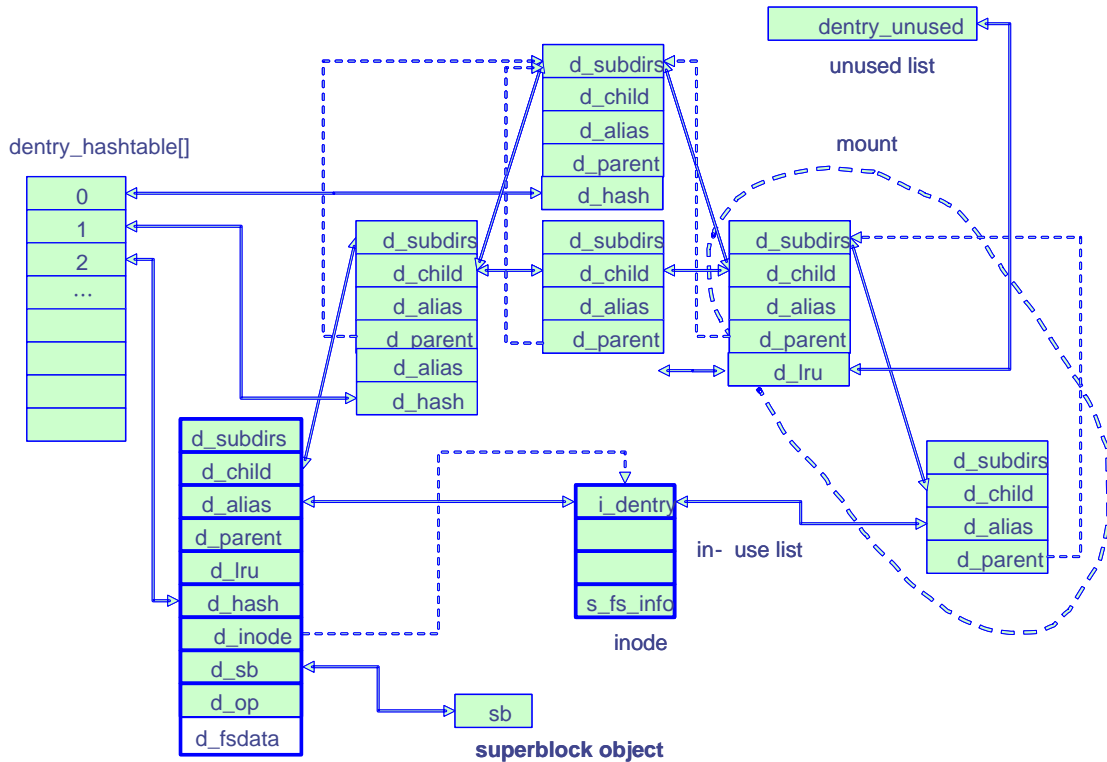 dentry_unused
unused list
d_subdirs
d_child
d_alias
d_parent
d_hash
mount
dentry_hashtable[]
0
1
2
...
d_subdirs
d_child
d_alias
d_parent
d_alias
d_hash
d_subdirs
d_child
d_alias
d_parent
d_subdirs
d_child
d_alias
d_parent
d_lru
d_subdirs
d_child
d_alias
d_parent
d_lru
d_hash
d_inode
d_sb
d_op
d_fsdata
i_dentry
s_fs_info
inode
in- use list
d_subdirs
d_child
d_alias
d_parent
sb
superblock object